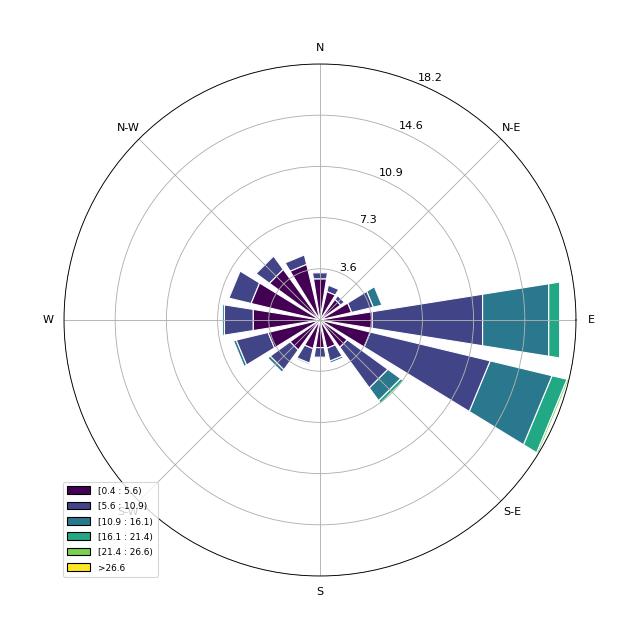 N
18.2
N-W
14.6
N-E
10.9
7.3
3.6
W
E
[0.4 : 5.6)
[5.6 : 10.9)
[10.9 : 16.1)
[16.1 : 21.4)
[21.4 : 26.6)
>26.6
S-W
S-E
S